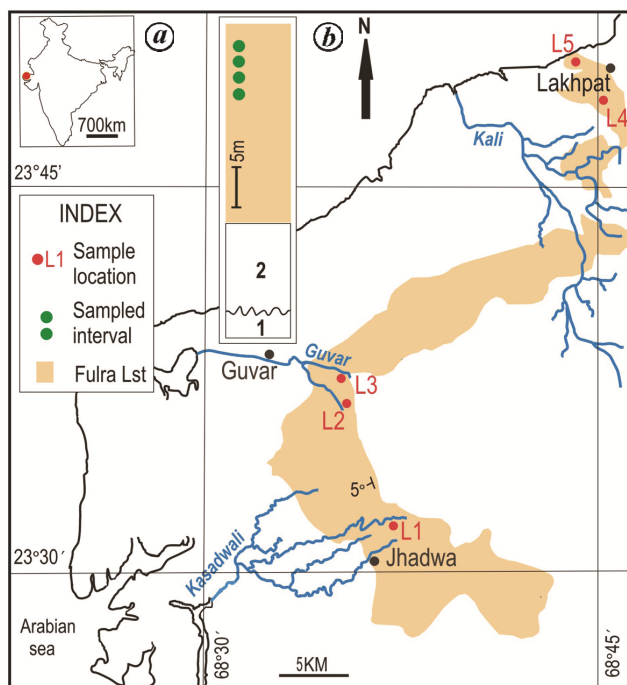 a
700km
b
5m
2
1
N
L5
Lakhpat
L4
Kali
23°45´
INDEX
L1 Sample
location
Sampled
interval
Fulra Lst
Guvar
Guvar
L3
L2
5°
L1
23°30´
Jhadwa
Kasadwali
Arabian
sea
68°30´
5KM
68°45´